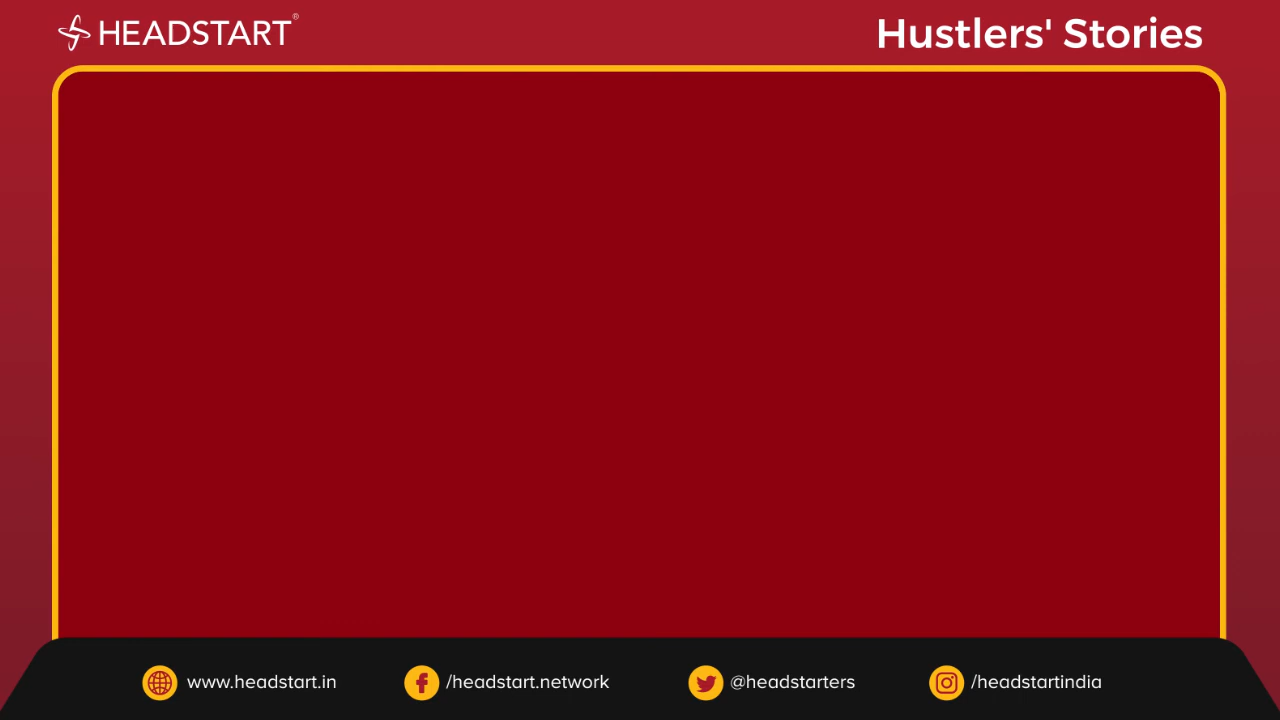 HEADSTART®
Hustlers' Stories
www.headstart.in
/headstart.network
@headstarters
/headstartindia